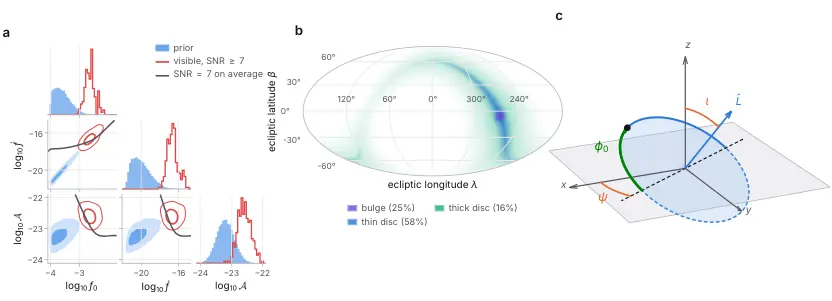 a
prior
visible, SNR ≥ 7
SNR = 7 on average
log₁₀ ḟ
−16
−20
log₁₀ 𝒜
−22
−23
−24
−4
−3
log₁₀ f₀
−20
−16
log₁₀ ḟ
−24
−23
−22
log₁₀ 𝒜
b
ecliptic latitude β
60°
30°
0°
−30°
−60°
120°
60°
0°
300°
240°
ecliptic longitude λ
bulge (25%)
thin disc (58%)
thick disc (16%)
c
z
ι
L̂
ϕ₀
x
ψ
y